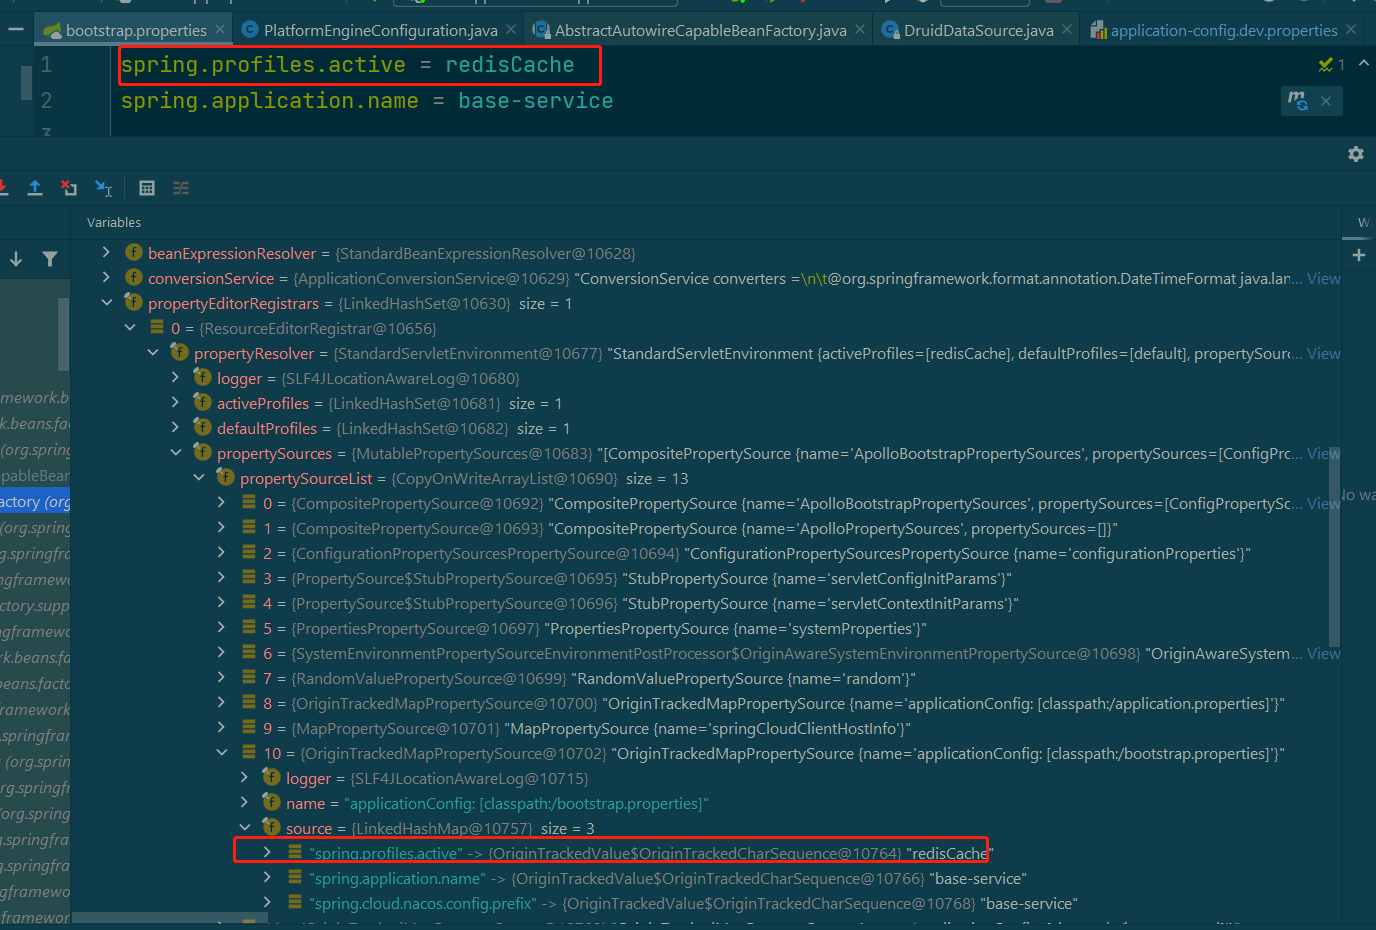 bootstrap.properties PlatformEngineConfiguration.java AbstractAutowireCapableBeanFactory.java DruidDataSource.java application-config.dev.properties
1 spring.profiles.active = redisCache 1
2 spring.application.name = base-service
3
Variables
beanExpressionResolver = {StandardBeanExpressionResolver@10628}
conversionService = {ApplicationConversionService@10629} "ConversionService converters =\n\t@org.springframework.format.annotation.DateTimeFormat java.lan... View
propertyEditorRegistrars = {LinkedHashSet@10630} size = 1
0 = {ResourceEditorRegistrar@10656}
propertyResolver = {StandardServletEnvironment@10677} "StandardServletEnvironment {activeProfiles=[redisCache], defaultProfiles=[default], propertySourc... View
logger = {SLF4JLocationAwareLog@10680}
activeProfiles = {LinkedHashSet@10681} size = 1
defaultProfiles = {LinkedHashSet@10682} size = 1
propertySources = {MutablePropertySources@10683} "[CompositePropertySource {name='ApolloBootstrapPropertySources', propertySources=[ConfigPrc... View
propertySourceList = {CopyOnWriteArrayList@10690} size = 13
0 = {CompositePropertySource@10692} "CompositePropertySource {name='ApolloBootstrapPropertySources', propertySources=[ConfigPropertySc... View
1 = {CompositePropertySource@10693} "CompositePropertySource {name='ApolloPropertySources', propertySources=[]}"
2 = {ConfigurationPropertySourcesPropertySource@10694} "ConfigurationPropertySourcesPropertySource {name='configurationProperties'}"
3 = {PropertySource$StubPropertySource@10695} "StubPropertySource {name='servletConfigInitParams'}"
4 = {PropertySource$StubPropertySource@10696} "StubPropertySource {name='servletContextInitParams'}"
5 = {PropertiesPropertySource@10697} "PropertiesPropertySource {name='systemProperties'}"
6 = {SystemEnvironmentPropertySourceEnvironmentPostProcessor$OriginAwareSystemEnvironmentPropertySource@10698} "OriginAwareSystem... View
7 = {RandomValuePropertySource@10699} "RandomValuePropertySource {name='random'}"
8 = {OriginTrackedMapPropertySource@10700} "OriginTrackedMapPropertySource {name='applicationConfig: [classpath:/application.properties]'}"
9 = {MapPropertySource@10701} "MapPropertySource {name='springCloudClientHostInfo'}"
10 = {OriginTrackedMapPropertySource@10702} "OriginTrackedMapPropertySource {name='applicationConfig: [classpath:/bootstrap.properties]'}"
logger = {SLF4JLocationAwareLog@10715}
name = "applicationConfig: [classpath:/bootstrap.properties]"
source = {LinkedHashMap@10757} size = 3
"spring.profiles.active" -> {OriginTrackedValue$OriginTrackedCharSequence@10764} "redisCache"
"spring.application.name" -> {OriginTrackedValue$OriginTrackedCharSequence@10766} "base-service"
"spring.cloud.nacos.config.prefix" -> {OriginTrackedValue$OriginTrackedCharSequence@10768} "base-service"